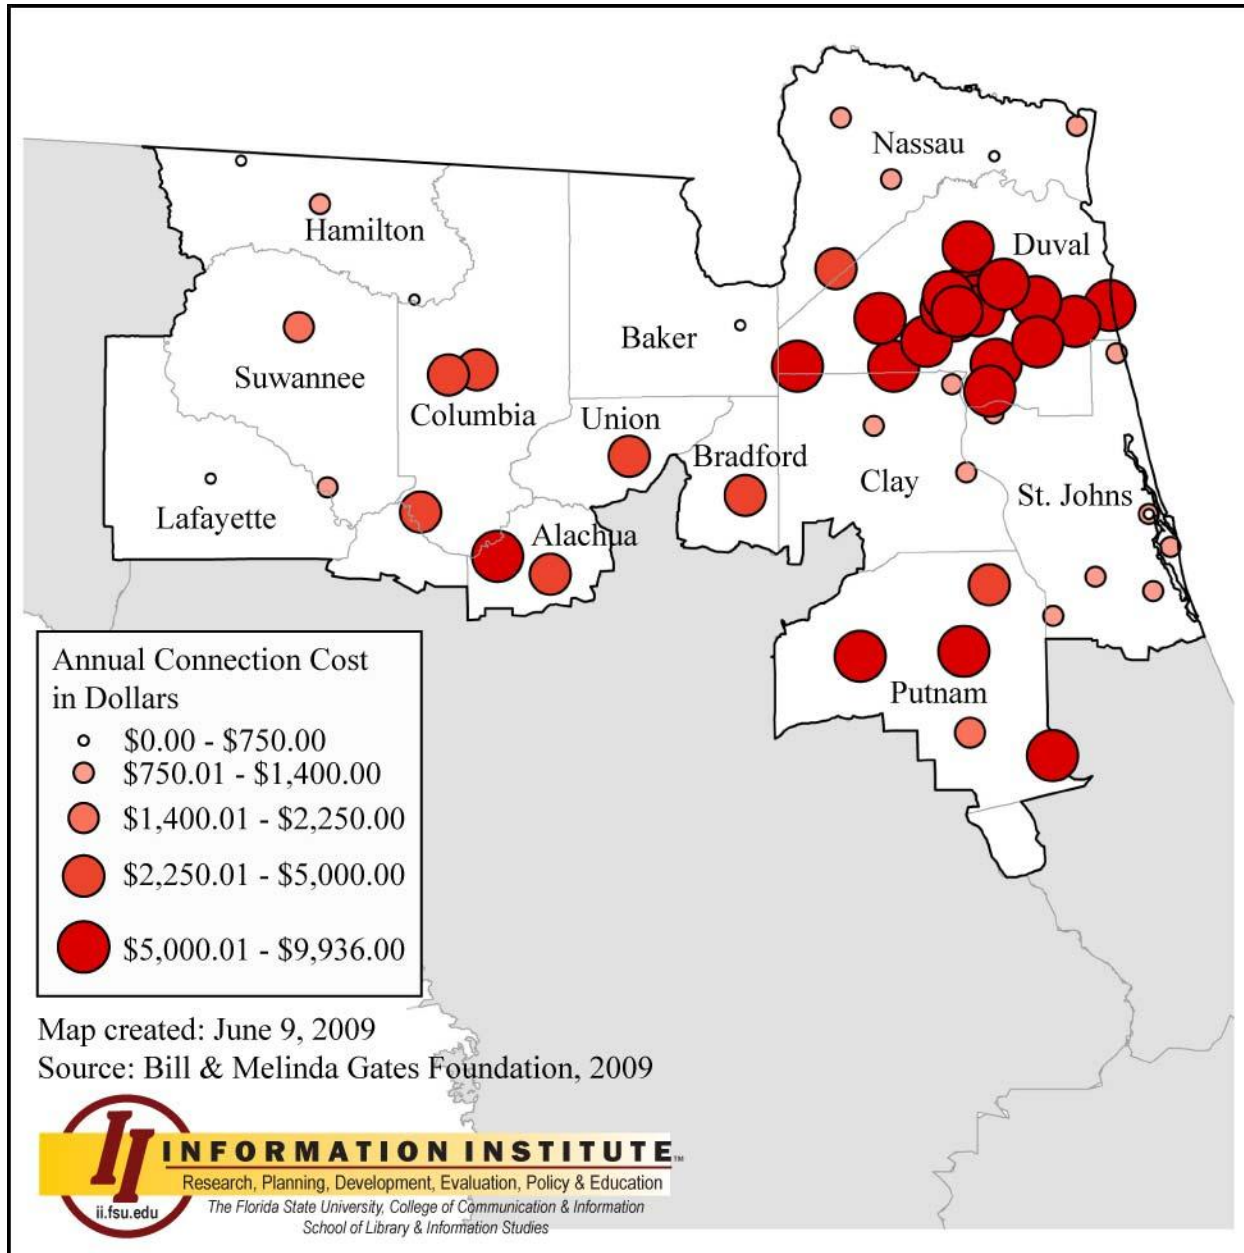 Nassau
Duval
Hamilton
Baker
Suwannee
Columbia
Union
Bradford
Clay
St. Johns
Lafayette
Alachua
Putnam
Annual Connection Cost
in Dollars
$0.00 - $750.00
$750.01 - $1,400.00
$1,400.01 - $2,250.00
$2,250.01 - $5,000.00
$5,000.01 - $9,936.00
Map created: June 9, 2009
Source: Bill & Melinda Gates Foundation, 2009
II
ii.fsu.edu
INFORMATION INSTITUTE™
Research, Planning, Development, Evaluation, Policy & Education
The Florida State University, College of Communication & Information
School of Library & Information Studies